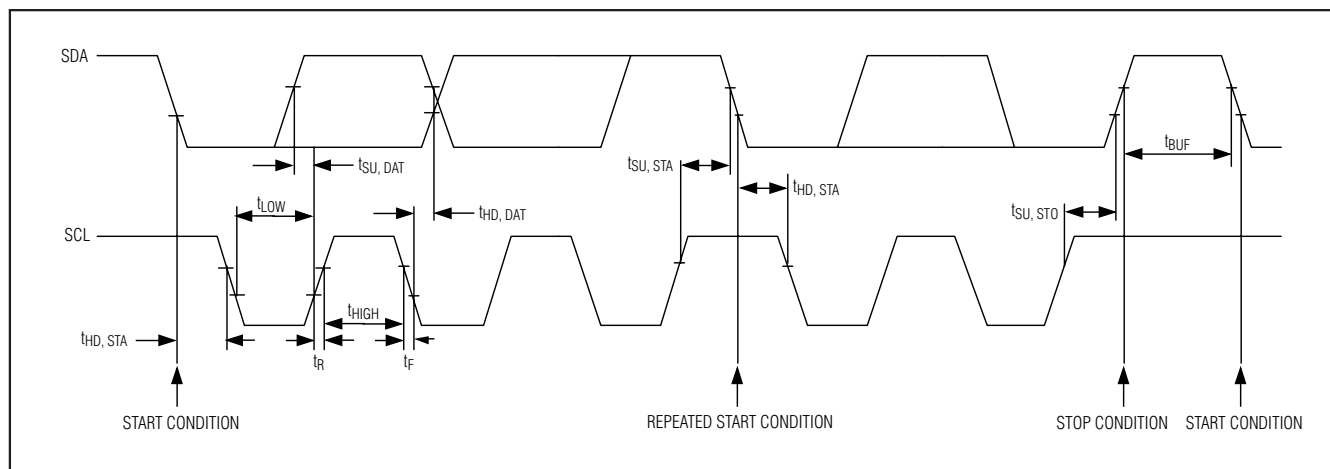 SDA
tSU, DAT
tSU, STA
tHD, STA
tBUF
tLOW
tHD, DAT
tSU, STO
SCL
tHIGH
tHD, STA
tR
tF
START CONDITION
REPEATED START CONDITION
STOP CONDITION
START CONDITION